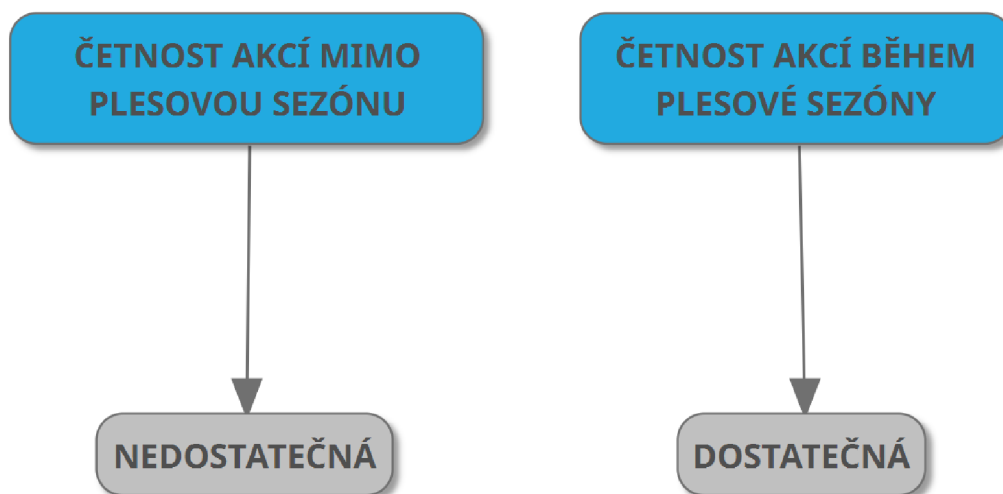 ČETNOST AKCÍ MIMO
PLESOVOU SEZÓNU
ČETNOST AKCÍ BĚHEM
PLESOVÉ SEZÓNY
NEDOSTATEČNÁ
DOSTATEČNÁ